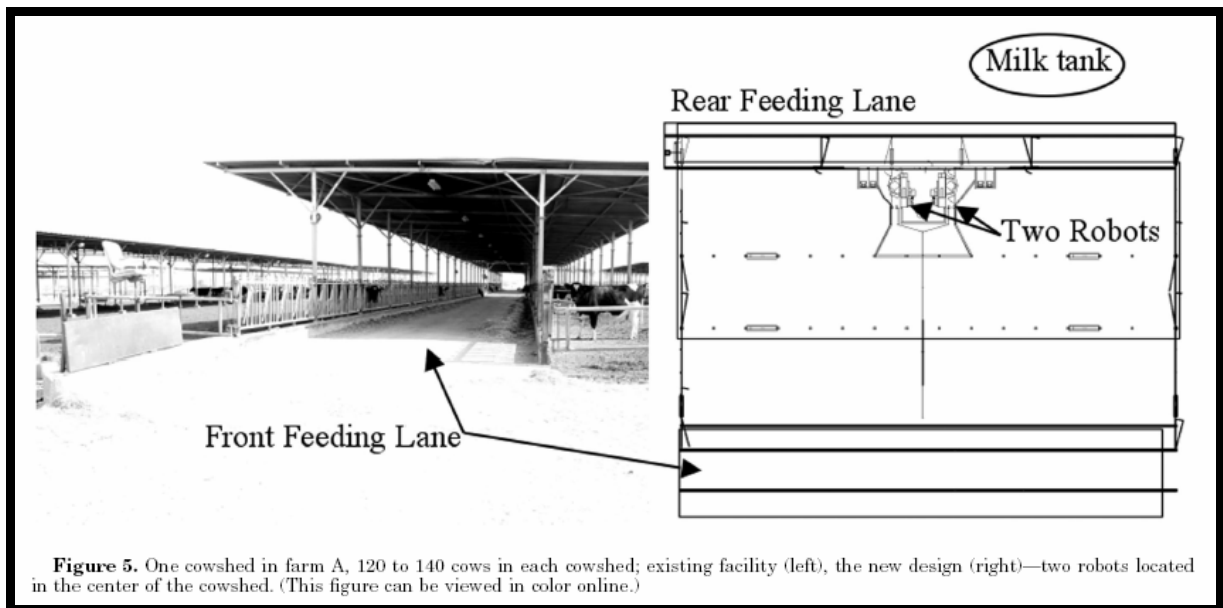 Milk tank
Rear Feeding Lane
Two Robots
Front Feeding Lane
Figure 5. One cowshed in farm A, 120 to 140 cows in each cowshed; existing facility (left), the new design (right)—two robots located
in the center of the cowshed. (This figure can be viewed in color online.)